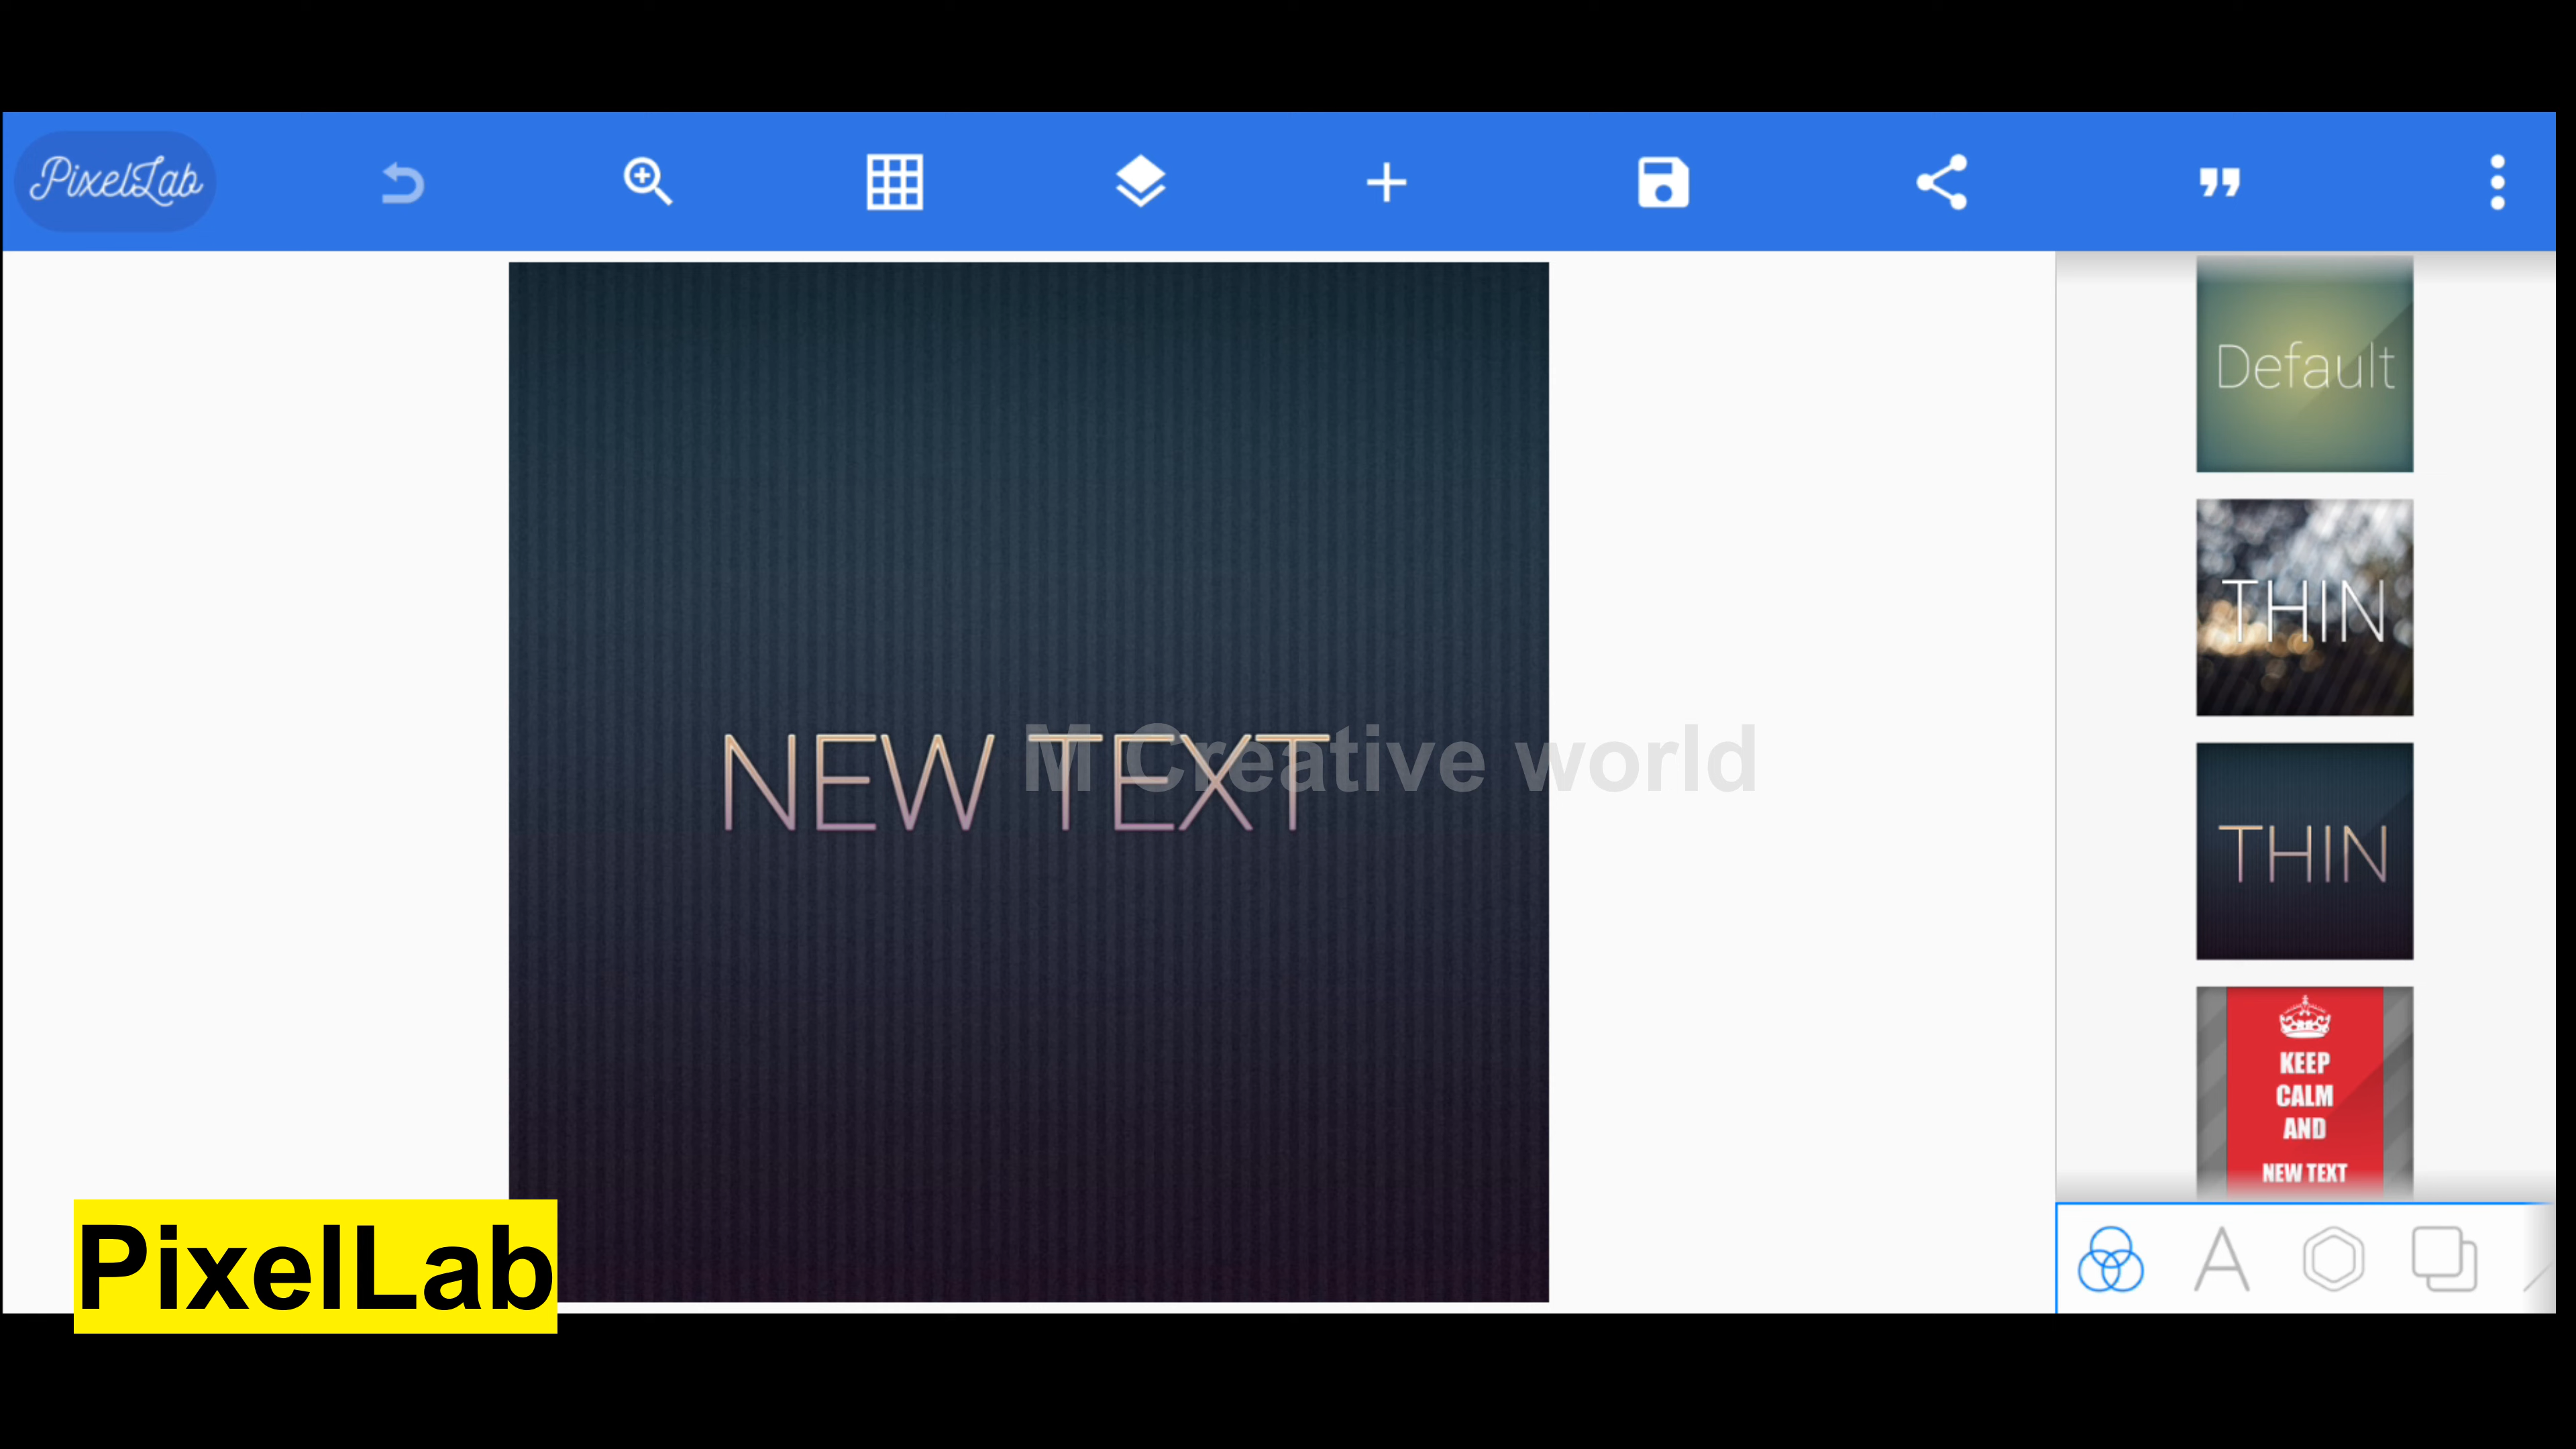 PixelLab
Default
THIN
NEW TEXT
M Creative world
THIN
KEEP
CALM
AND
NEW TEXT
PixelLab